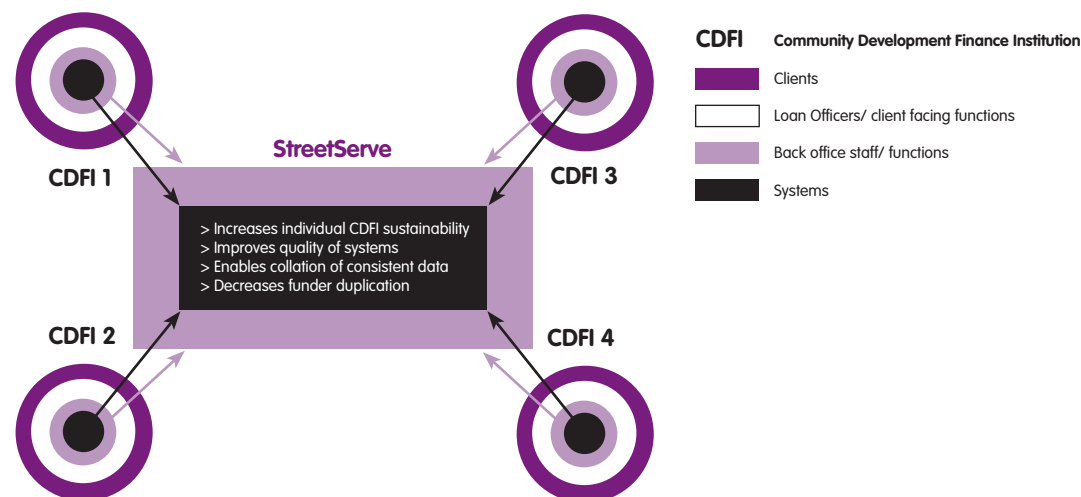 CDFI Community Development Finance Institution
Clients
Loan Officers/ client facing functions
Back office staff/ functions
Systems
StreetServe
CDFI 1
CDFI 3
> Increases individual CDFI sustainability
> Improves quality of systems
> Enables collation of consistent data
> Decreases funder duplication
CDFI 2
CDFI 4